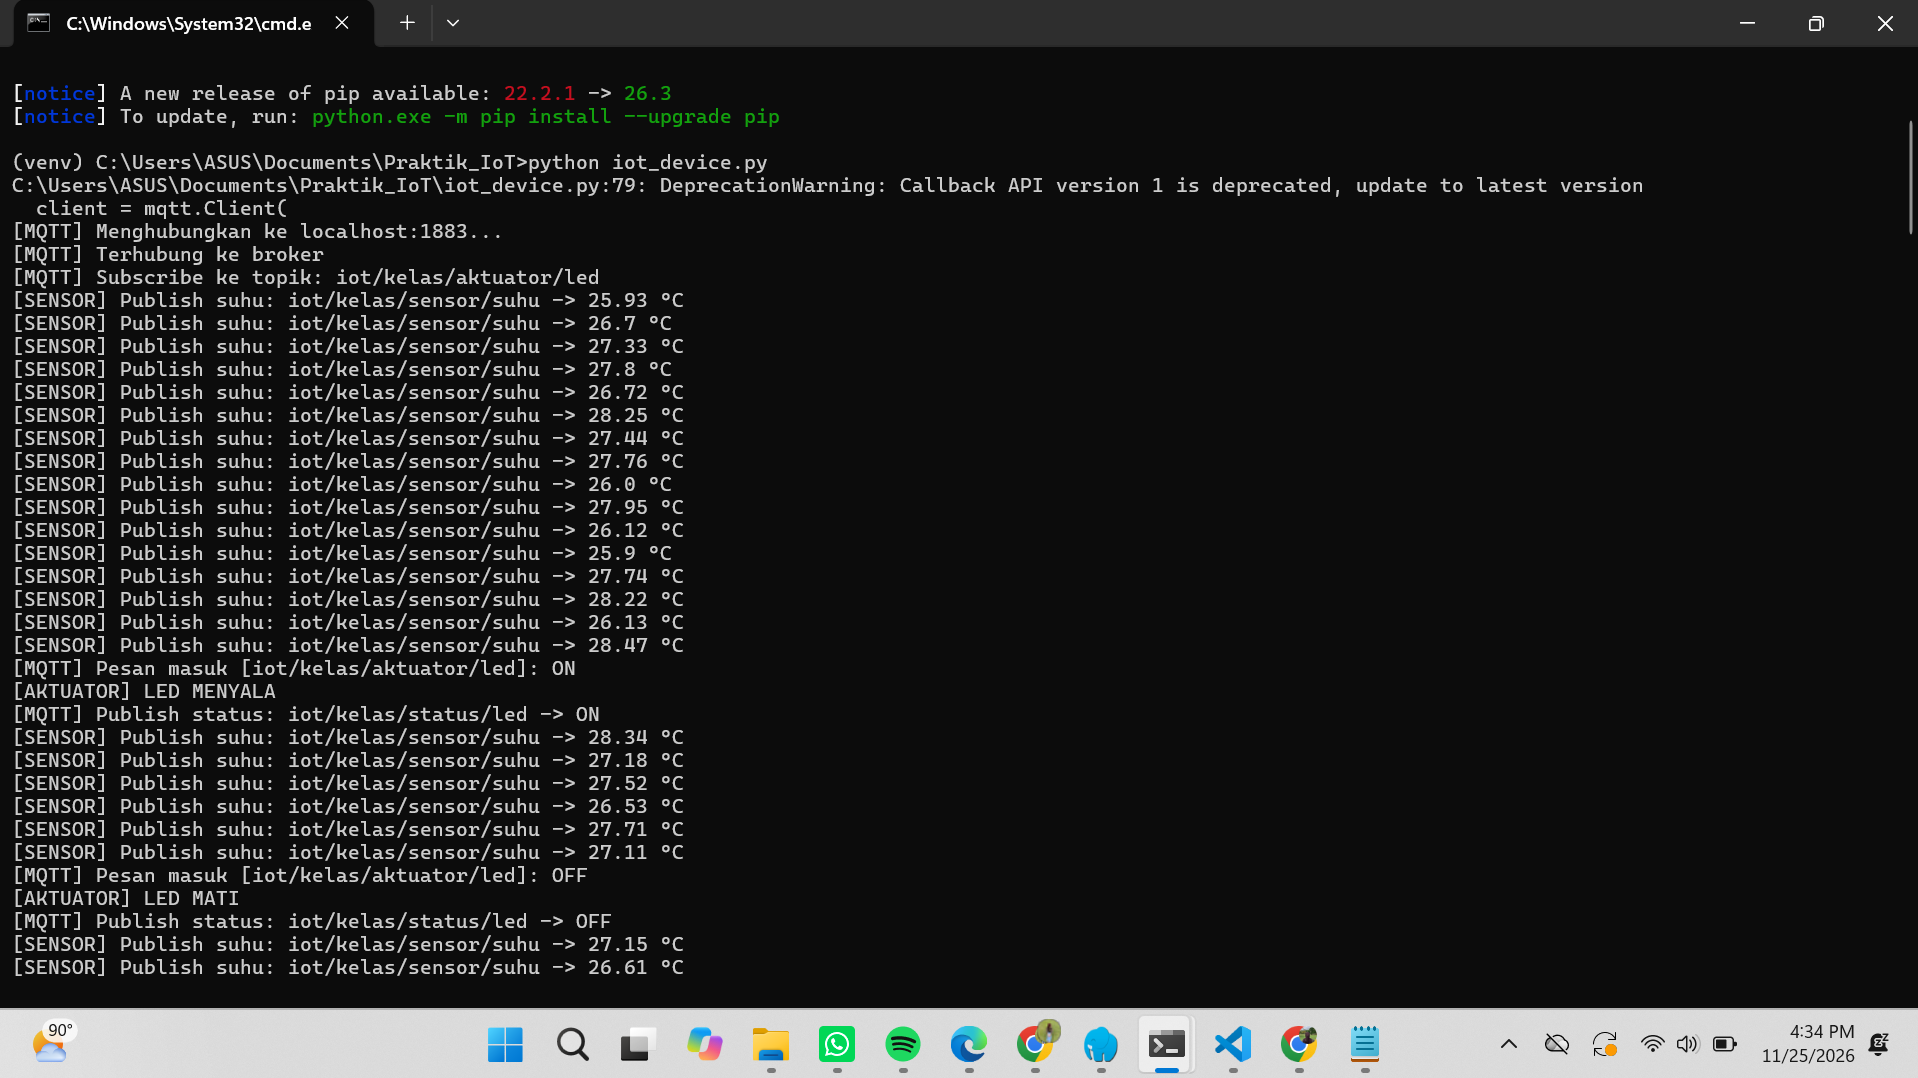 C:\Windows\System32\cmd.e
[notice] A new release of pip available: 22.2.1 -> 26.3
[notice] To update, run: python.exe -m pip install --upgrade pip
(venv) C:\Users\ASUS\Documents\Praktik_IoT>python iot_device.py
C:\Users\ASUS\Documents\Praktik_IoT\iot_device.py:79: DeprecationWarning: Callback API version 1 is deprecated, update to latest version
client = mqtt.Client(
[MQTT] Menghubungkan ke localhost:1883...
[MQTT] Terhubung ke broker
[MQTT] Subscribe ke topik: iot/kelas/aktuator/led
[SENSOR] Publish suhu: iot/kelas/sensor/suhu -> 25.93 °C
[SENSOR] Publish suhu: iot/kelas/sensor/suhu -> 26.7 °C
[SENSOR] Publish suhu: iot/kelas/sensor/suhu -> 27.33 °C
[SENSOR] Publish suhu: iot/kelas/sensor/suhu -> 27.8 °C
[SENSOR] Publish suhu: iot/kelas/sensor/suhu -> 26.72 °C
[SENSOR] Publish suhu: iot/kelas/sensor/suhu -> 28.25 °C
[SENSOR] Publish suhu: iot/kelas/sensor/suhu -> 27.44 °C
[SENSOR] Publish suhu: iot/kelas/sensor/suhu -> 27.76 °C
[SENSOR] Publish suhu: iot/kelas/sensor/suhu -> 26.0 °C
[SENSOR] Publish suhu: iot/kelas/sensor/suhu -> 27.95 °C
[SENSOR] Publish suhu: iot/kelas/sensor/suhu -> 26.12 °C
[SENSOR] Publish suhu: iot/kelas/sensor/suhu -> 25.9 °C
[SENSOR] Publish suhu: iot/kelas/sensor/suhu -> 27.74 °C
[SENSOR] Publish suhu: iot/kelas/sensor/suhu -> 28.22 °C
[SENSOR] Publish suhu: iot/kelas/sensor/suhu -> 26.13 °C
[SENSOR] Publish suhu: iot/kelas/sensor/suhu -> 28.47 °C
[MQTT] Pesan masuk [iot/kelas/aktuator/led]: ON
[AKTUATOR] LED MENYALA
[MQTT] Publish status: iot/kelas/status/led -> ON
[SENSOR] Publish suhu: iot/kelas/sensor/suhu -> 28.34 °C
[SENSOR] Publish suhu: iot/kelas/sensor/suhu -> 27.18 °C
[SENSOR] Publish suhu: iot/kelas/sensor/suhu -> 27.52 °C
[SENSOR] Publish suhu: iot/kelas/sensor/suhu -> 26.53 °C
[SENSOR] Publish suhu: iot/kelas/sensor/suhu -> 27.71 °C
[SENSOR] Publish suhu: iot/kelas/sensor/suhu -> 27.11 °C
[MQTT] Pesan masuk [iot/kelas/aktuator/led]: OFF
[AKTUATOR] LED MATI
[MQTT] Publish status: iot/kelas/status/led -> OFF
[SENSOR] Publish suhu: iot/kelas/sensor/suhu -> 27.15 °C
[SENSOR] Publish suhu: iot/kelas/sensor/suhu -> 26.61 °C
90°
4:34 PM
11/25/2026